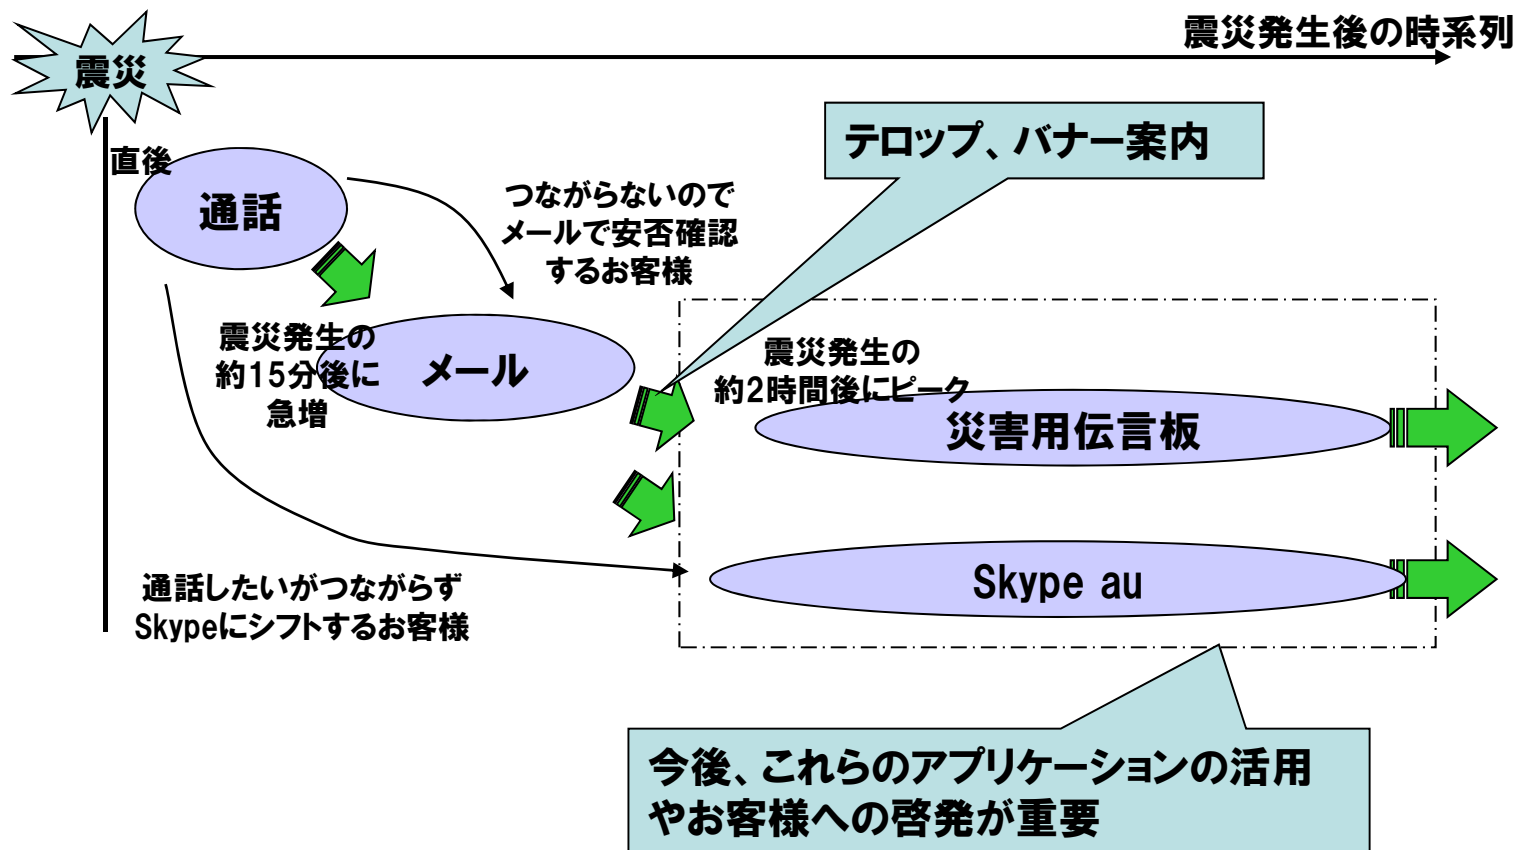 震災発生後の時系列
震災
直後
通話
テロップ、バナー案内
つながらないので
メールで安否確認
するお客様
震災発生の
約15分後に
急増
メール
震災発生の
約2時間後にピーク
災害用伝言板
Skype au
通話したいがつながらず
Skypeにシフトするお客様
今後、これらのアプリケーションの活用
やお客様への啓発が重要